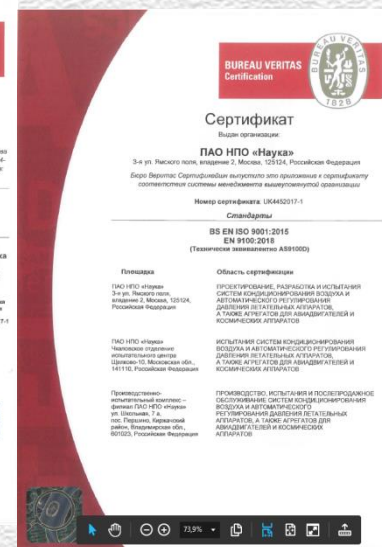 BUREAU VERITAS
Certification
BUREAU VERITAS
1828
Сертификат
Выдан организации:
ПАО НПО «Наука»
3-я ул. Ямского поля, владение 2, Москва, 125124, Российская Федерация
Бюро Веритас Сертификейшн выпустило это приложение к сертификату
соответствия системы менеджмента вышеупомянутой организации
Номер сертификата: UK4452017-1
Стандарты
BS EN ISO 9001:2015
EN 9100:2018
(Технически эквивалентно AS9100D)
Площадка
Область сертификации
ПАО НПО «Наука»
3-я ул. Ямского поля,
владение 2, Москва, 125124,
Российская Федерация
ПРОЕКТИРОВАНИЕ, РАЗРАБОТКА И ИСПЫТАНИЯ
СИСТЕМ КОНДИЦИОНИРОВАНИЯ ВОЗДУХА И
АВТОМАТИЧЕСКОГО РЕГУЛИРОВАНИЯ
ДАВЛЕНИЯ ЛЕТАТЕЛЬНЫХ АППАРАТОВ,
А ТАКЖЕ АГРЕГАТОВ ДЛЯ АВИАДВИГАТЕЛЕЙ И
КОСМИЧЕСКИХ АППАРАТОВ
ПАО НПО «Наука»
Чкаловское отделение
испытательного центра
Щелково-10, Московская обл.,
141110, Российская Федерация
ИСПЫТАНИЯ СИСТЕМ КОНДИЦИОНИРОВАНИЯ
ВОЗДУХА И АВТОМАТИЧЕСКОГО РЕГУЛИРОВАНИЯ
ДАВЛЕНИЯ ЛЕТАТЕЛЬНЫХ АППАРАТОВ,
А ТАКЖЕ АГРЕГАТОВ ДЛЯ АВИАДВИГАТЕЛЕЙ И
КОСМИЧЕСКИХ АППАРАТОВ
Производственно-
испытательный комплекс –
филиал ПАО НПО «Наука»
ул. Школьная, 7 а,
пос. Першино, Киржачский
район, Владимирская обл.,
601023, Российская Федерация
ПРОИЗВОДСТВО, ИСПЫТАНИЯ И ПОСЛЕПРОДАЖНОЕ
ОБСЛУЖИВАНИЕ СИСТЕМ КОНДИЦИОНИРОВАНИЯ
ВОЗДУХА И АВТОМАТИЧЕСКОГО
РЕГУЛИРОВАНИЯ ДАВЛЕНИЯ ЛЕТАТЕЛЬНЫХ
АППАРАТОВ, А ТАКЖЕ АГРЕГАТОВ ДЛЯ
АВИАДВИГАТЕЛЕЙ И КОСМИЧЕСКИХ
АППАРАТОВ
73,9%